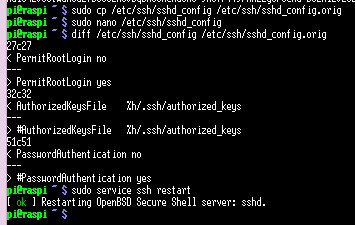 pi@raspi ~ $ sudo cp /etc/ssh/sshd_config /etc/ssh/sshd_config.orig
pi@raspi ~ $ sudo nano /etc/ssh/sshd_config
pi@raspi ~ $ diff /etc/ssh/sshd_config /etc/ssh/sshd_config.orig
27c27
< PermitRootLogin no
---
> PermitRootLogin yes
32c32
< AuthorizedKeysFile    %h/.ssh/authorized_keys
---
> #AuthorizedKeysFile   %h/.ssh/authorized_keys
51c51
< PasswordAuthentication no
---
> #PasswordAuthentication yes
pi@raspi ~ $ sudo service ssh restart
[ ok ] Restarting OpenBSD Secure Shell server: sshd.
pi@raspi ~ $